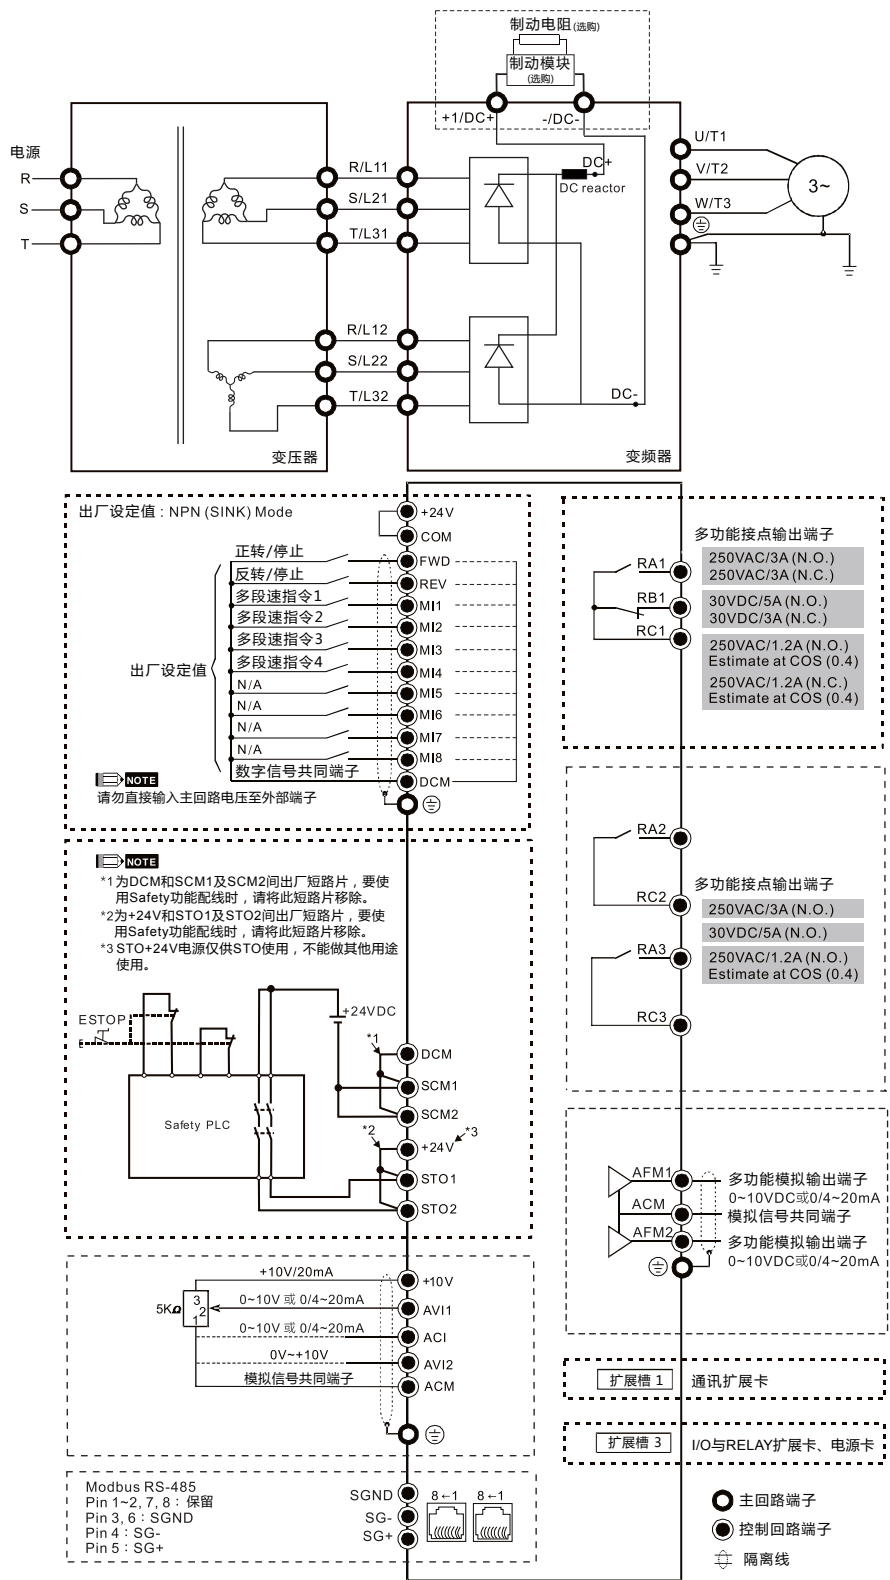 制动电阻(选购)
制动模块
(选购)
+1/DC+
-/DC-
电源
R
S
T
R/L11
S/L21
T/L31
R/L12
S/L22
T/L32
DC+
DC reactor
DC-
U/T1
V/T2
W/T3
3~
变压器
变频器
出厂设定值 : NPN (SINK) Mode
+24V
COM
正转/停止
FWD
反转/停止
REV
多段速指令1
MI1
多段速指令2
MI2
多段速指令3
MI3
多段速指令4
MI4
出厂设定值
N/A
MI5
N/A
MI6
N/A
MI7
N/A
MI8
数字信号共同端子
DCM
NOTE
请勿直接输入主回路电压至外部端子
多功能接点输出端子
RA1
250VAC/3A (N.O.)
250VAC/3A (N.C.)
RB1
30VDC/5A (N.O.)
30VDC/3A (N.C.)
RC1
250VAC/1.2A (N.O.)
Estimate at COS (0.4)
250VAC/1.2A (N.C.)
Estimate at COS (0.4)
RA2
RC2
RA3
RC3
多功能接点输出端子
250VAC/3A (N.O.)
30VDC/5A (N.O.)
250VAC/1.2A (N.O.)
Estimate at COS (0.4)
NOTE
*1为DCM和SCM1及SCM2间出厂短路片，要使
用Safety功能配线时，请将此短路片移除。
*2为+24V和STO1及STO2间出厂短路片，要使
用Safety功能配线时，请将此短路片移除。
*3 STO+24V电源仅供STO使用，不能做其他用途
使用。
ESTOP
+24VDC
Safety PLC
*1
DCM
SCM1
SCM2
*2
+24V
*3
STO1
STO2
AFM1
多功能模拟输出端子
0~10VDC或0/4~20mA
ACM
模拟信号共同端子
AFM2
多功能模拟输出端子
0~10VDC或0/4~20mA
+10V/20mA
+10V
5KΩ
3
2
1
0~10V 或 0/4~20mA
AVI1
0~10V 或 0/4~20mA
ACI
0V~+10V
AVI2
模拟信号共同端子
ACM
扩展槽 1
通讯扩展卡
扩展槽 3
I/O与RELAY扩展卡、电源卡
Modbus RS-485
Pin 1~2, 7, 8 : 保留
Pin 3, 6 : SGND
Pin 4 : SG-
Pin 5 : SG+
SGND
SG-
SG+
8←1
8←1
主回路端子
控制回路端子
隔离线